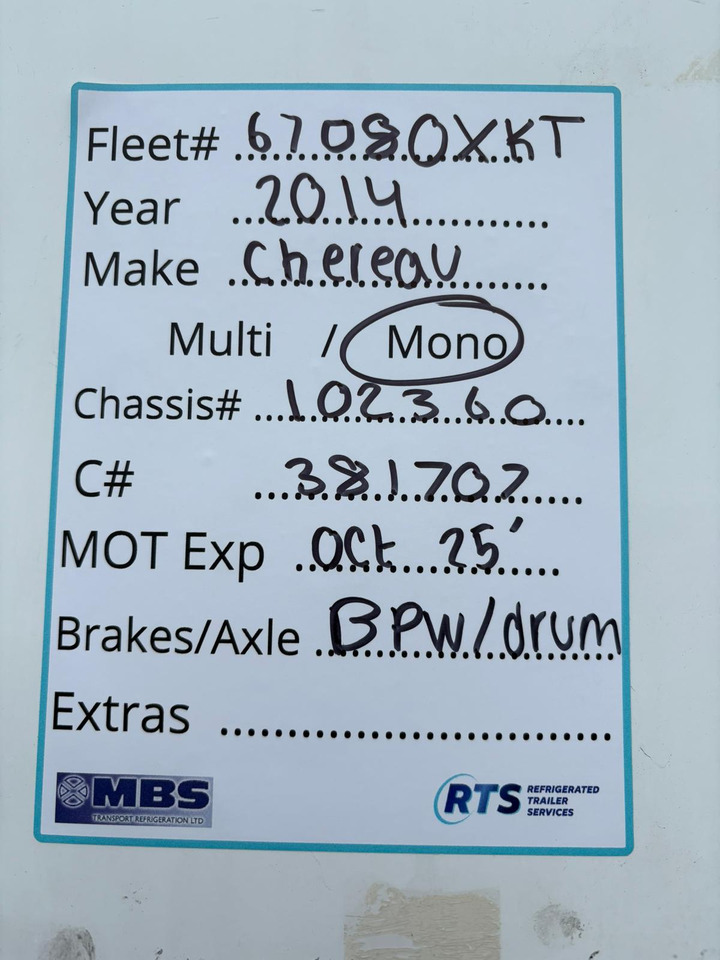 Fleet# 67080XKT
Year 2014
Make Chereau
Multi / Mono
Chassis# 102360
C# 381707
MOT Exp Oct 25'
Brakes/Axle BPW/drum
Extras
MBS
TRANSPORT REFRIGERATION LTD
RTS REFRIGERATED
TRAILER
SERVICES